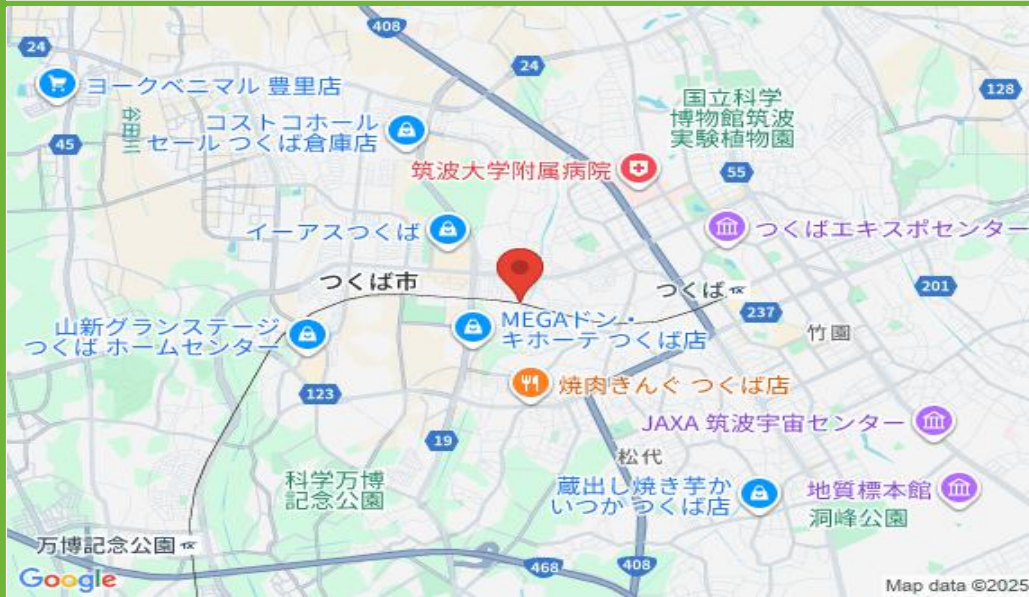 408
24
24
ヨークベニマル 豊里店
128
国立科学
博物館筑波
実験植物園
谷田川
コストコホール
セール つくば倉庫店
45
筑波大学附属病院
55
イーアスつくば
つくばエキスポセンター
つくば市
つくば
201
237
山新グランステージ
つくば ホームセンター
MEGAドン・
キホーテ つくば店
竹園
焼肉きんぐ つくば店
123
JAXA 筑波宇宙センター
19
松代
科学万博
記念公園
蔵出し焼き芋か
いつか つくば店
地質標本館
洞峰公園
万博記念公園
468
408
Google
Map data ©2025